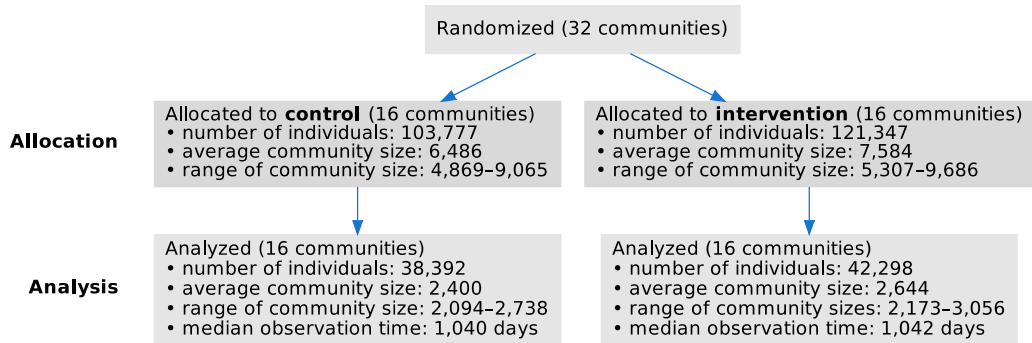 Randomized (32 communities)
Allocation
Allocated to control (16 communities)
• number of individuals: 103,777
• average community size: 6,486
• range of community size: 4,869–9,065
Allocated to intervention (16 communities)
• number of individuals: 121,347
• average community size: 7,584
• range of community size: 5,307–9,686
Analysis
Analyzed (16 communities)
• number of individuals: 38,392
• average community size: 2,400
• range of community size: 2,094–2,738
• median observation time: 1,040 days
Analyzed (16 communities)
• number of individuals: 42,298
• average community size: 2,644
• range of community sizes: 2,173–3,056
• median observation time: 1,042 days